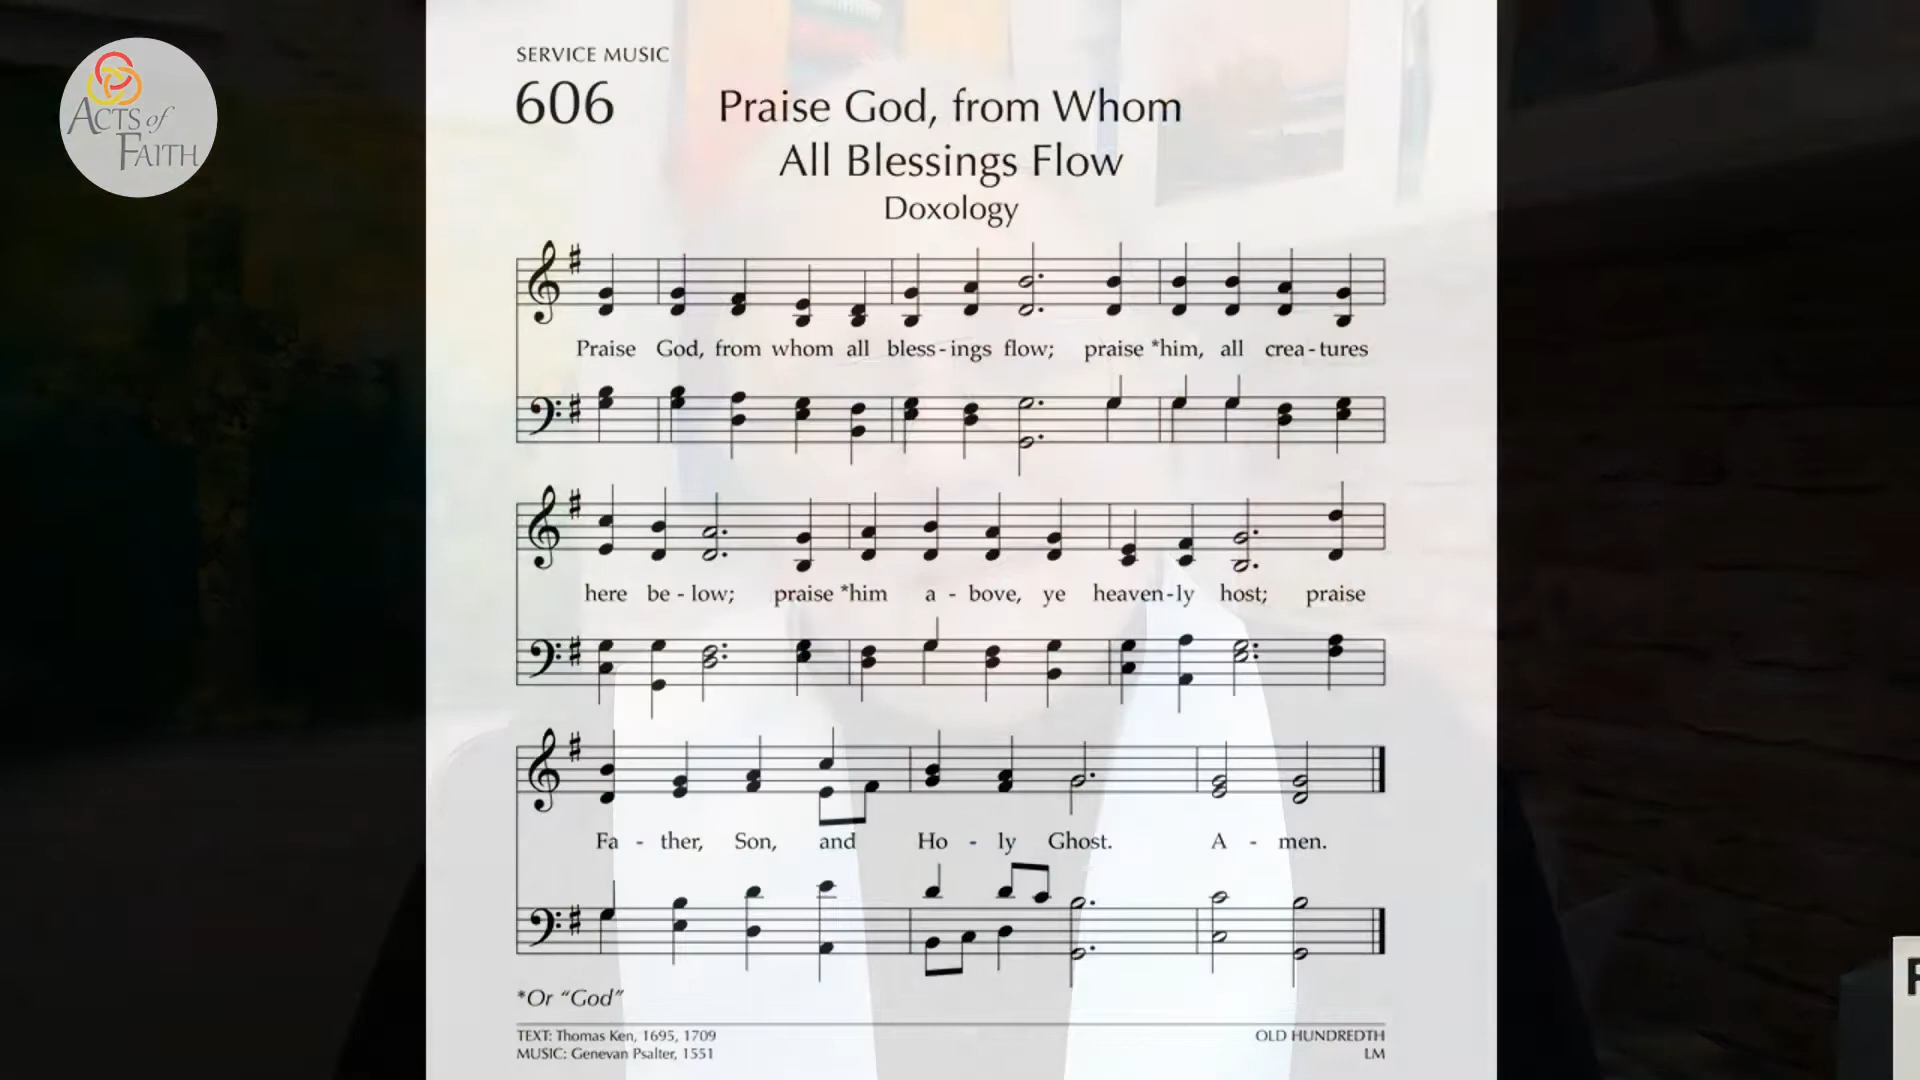 ACTS of
FAITH
SERVICE MUSIC
606
Praise God, from Whom
All Blessings Flow
Doxology
Praise God, from whom all bless - ings flow; praise *him, all crea - tures
here be - low; praise *him a - bove, ye heaven - ly host; praise
Fa - ther, Son, and Ho - ly Ghost. A - men.
*Or “God”
TEXT: Thomas Ken, 1695, 1709
MUSIC: Genevan Psalter, 1551
OLD HUNDREDTH
LM